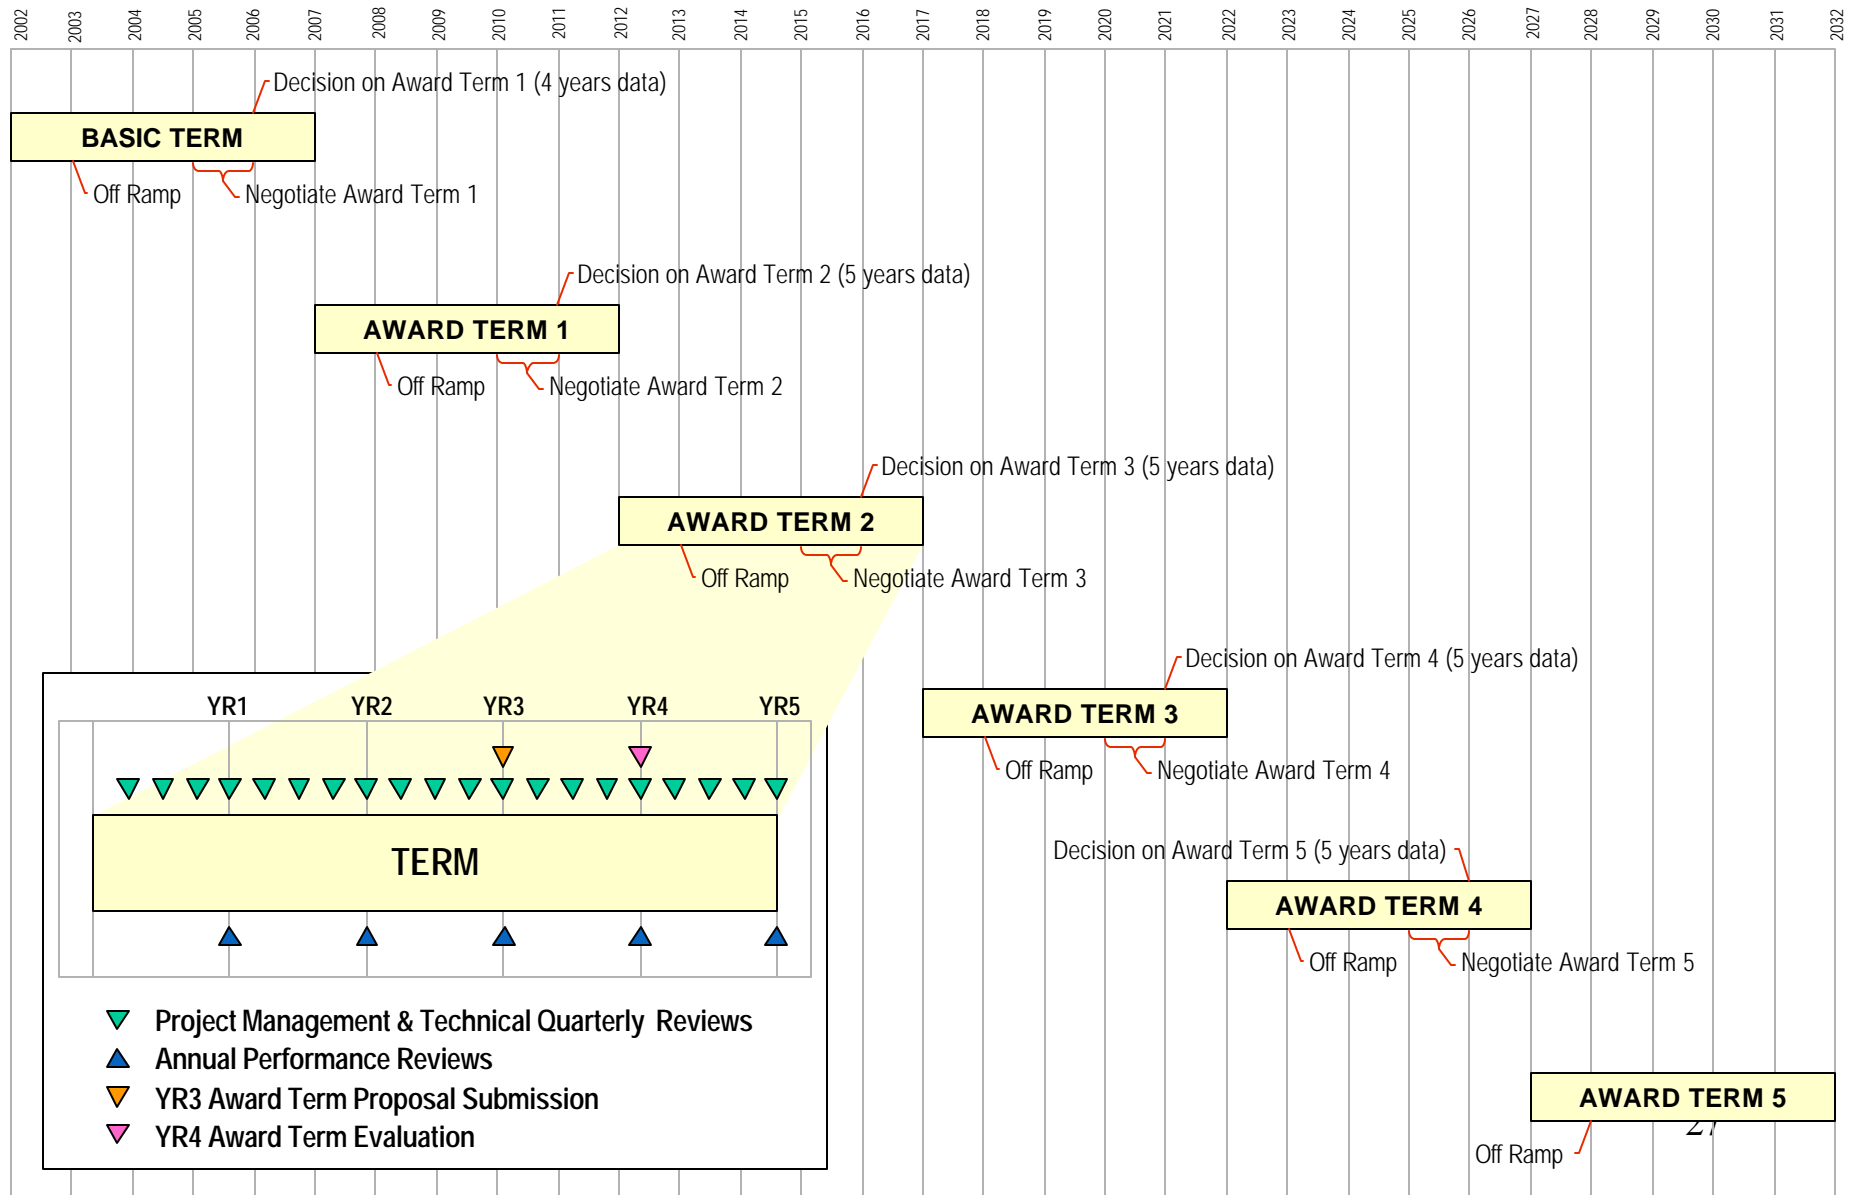 2002 2003 2004 2005 2006 2007 2008 2009 2010 2011 2012 2013 2014 2015 2016 2017 2018 2019 2020 2021 2022 2023 2024 2025 2026 2027 2028 2029 2030 2031 2032
Decision on Award Term 1 (4 years data)
BASIC TERM
Off Ramp
Negotiate Award Term 1
Decision on Award Term 2 (5 years data)
AWARD TERM 1
Off Ramp
Negotiate Award Term 2
Decision on Award Term 3 (5 years data)
AWARD TERM 2
Off Ramp
Negotiate Award Term 3
Decision on Award Term 4 (5 years data)
AWARD TERM 3
Off Ramp
Negotiate Award Term 4
Decision on Award Term 5 (5 years data)
AWARD TERM 4
Off Ramp
Negotiate Award Term 5
AWARD TERM 5
Off Ramp
YR1 YR2 YR3 YR4 YR5
TERM
Project Management & Technical Quarterly Reviews
Annual Performance Reviews
YR3 Award Term Proposal Submission
YR4 Award Term Evaluation